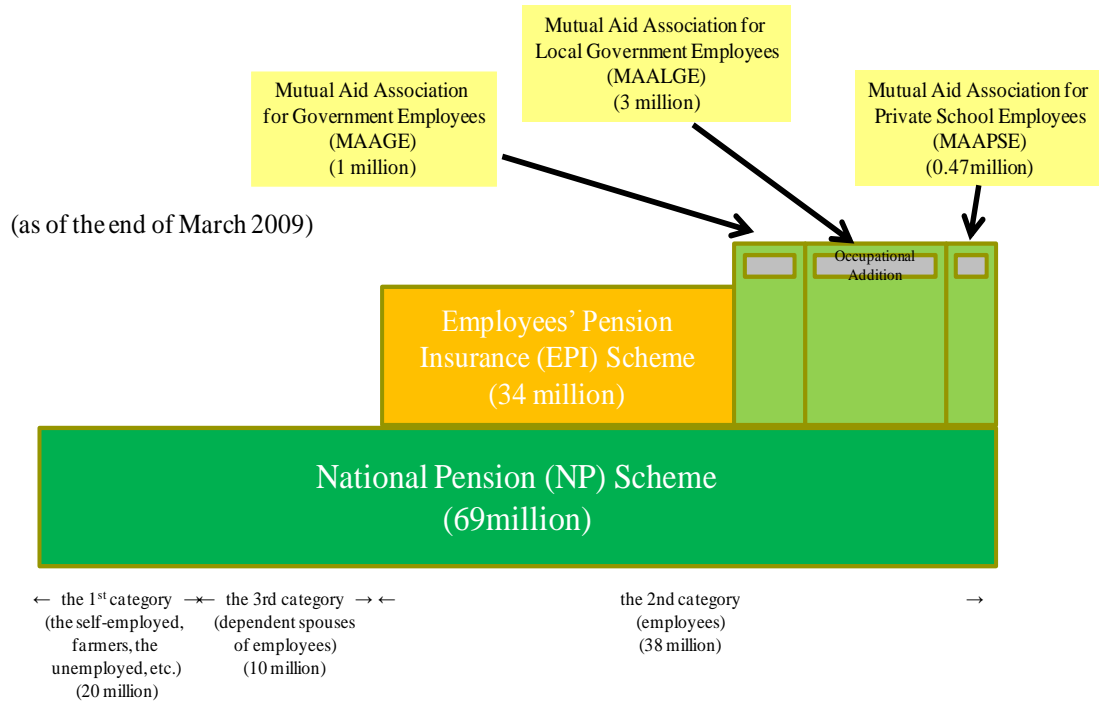 Mutual Aid Association for
Local Government Employees
(MAALGE)
(3 million)
Mutual Aid Association
for Government Employees
(MAAGE)
(1 million)
Mutual Aid Association for
Private School Employees
(MAAPSE)
(0.47million)
(as of the end of March 2009)
Occupational
Addition
Employees’ Pension
Insurance (EPI) Scheme
(34 million)
National Pension (NP) Scheme
(69million)
← the 1st category →
(the self-employed,
farmers, the
unemployed, etc.)
(20 million)
← the 3rd category →
(dependent spouses
of employees)
(10 million)
← the 2nd category →
(employees)
(38 million)